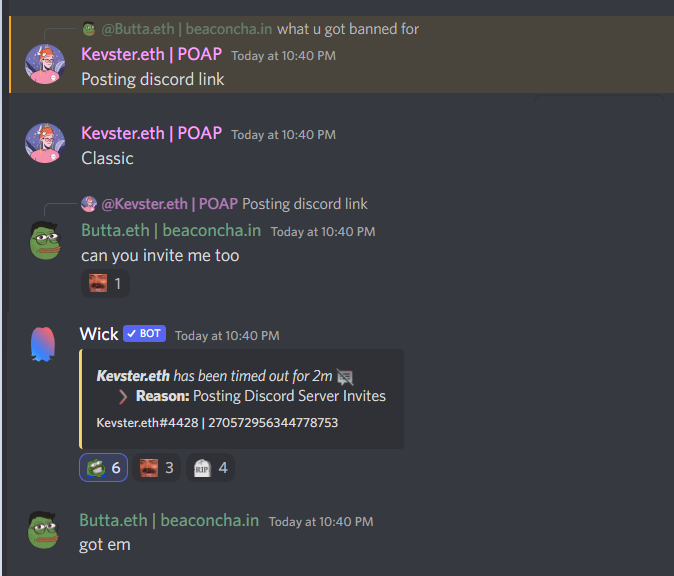 @Butta.eth | beaconcha.in what u got banned for
Kevster.eth | POAP Today at 10:40 PM
Posting discord link
Kevster.eth | POAP Today at 10:40 PM
Classic
@Kevster.eth | POAP Posting discord link
Butta.eth | beaconcha.in Today at 10:40 PM
can you invite me too
1
Wick ✓ BOT Today at 10:40 PM
Kevster.eth has been timed out for 2m
Reason: Posting Discord Server Invites
Kevster.eth#4428 | 270572956344778753
6 3 RIP 4
Butta.eth | beaconcha.in Today at 10:40 PM
got em